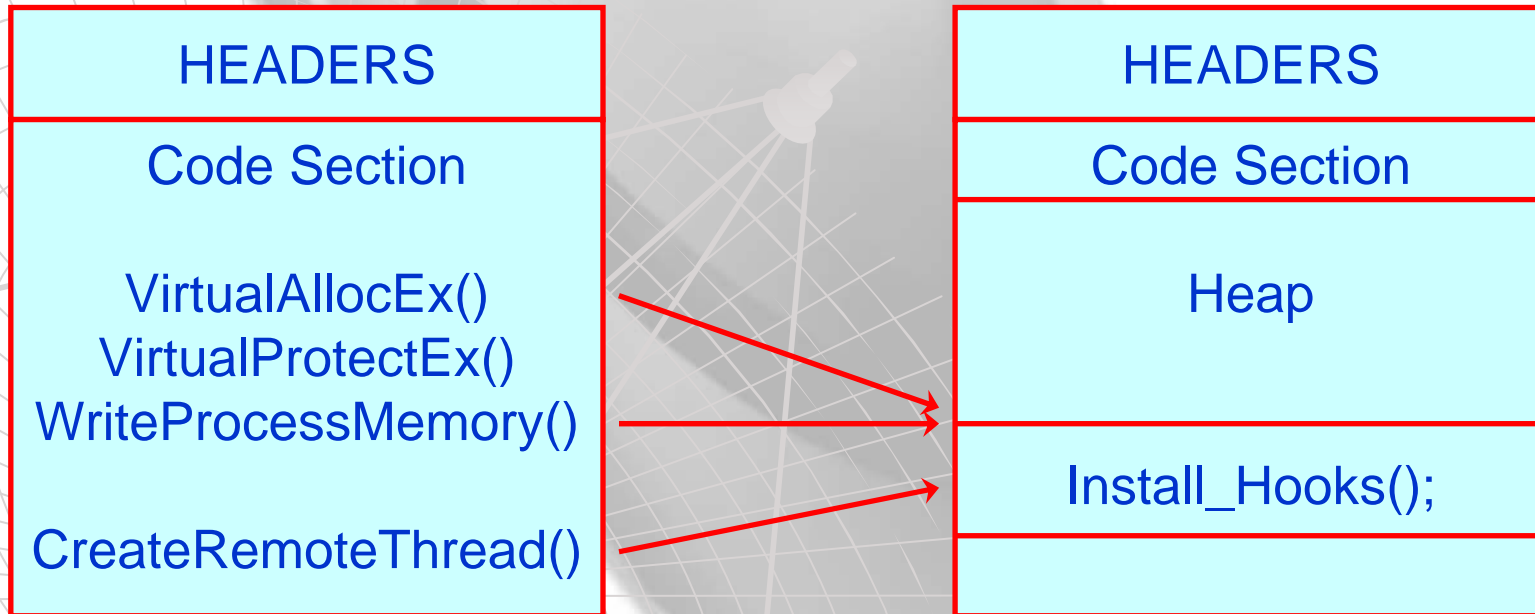 HEADERS
Code Section
VirtualAllocEx()
VirtualProtectEx()
WriteProcessMemory()
CreateRemoteThread()
HEADERS
Code Section
Heap
Install_Hooks();